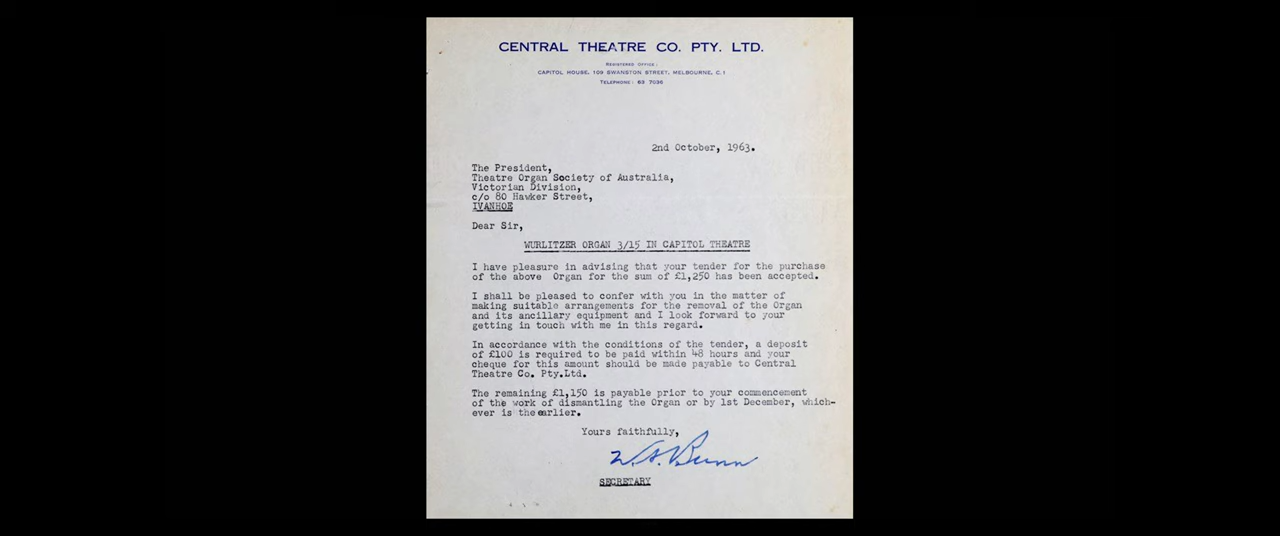 CENTRAL THEATRE CO. PTY. LTD.
REGISTERED OFFICE:
CAPITOL HOUSE, 109 SWANSTON STREET, MELBOURNE, C.1
TELEPHONE: 63 7036
2nd October, 1963.
The President,
Theatre Organ Society of Australia,
Victorian Division,
c/o 80 Hawker Street,
IVANHOE
Dear Sir,
WURLITZER ORGAN 3/15 IN CAPITOL THEATRE
I have pleasure in advising that your tender for the purchase
of the above Organ for the sum of £1,250 has been accepted.
I shall be pleased to confer with you in the matter of
making suitable arrangements for the removal of the Organ
and its ancillary equipment and I look forward to your
getting in touch with me in this regard.
In accordance with the conditions of the tender, a deposit
of £100 is required to be paid within 48 hours and your
cheque for this amount should be made payable to Central
Theatre Co. Pty.Ltd.
The remaining £1,150 is payable prior to your commencement
of the work of dismantling the Organ or by 1st December, which-
ever is the earlier.
Yours faithfully,
W.A. Bunn
SECRETARY